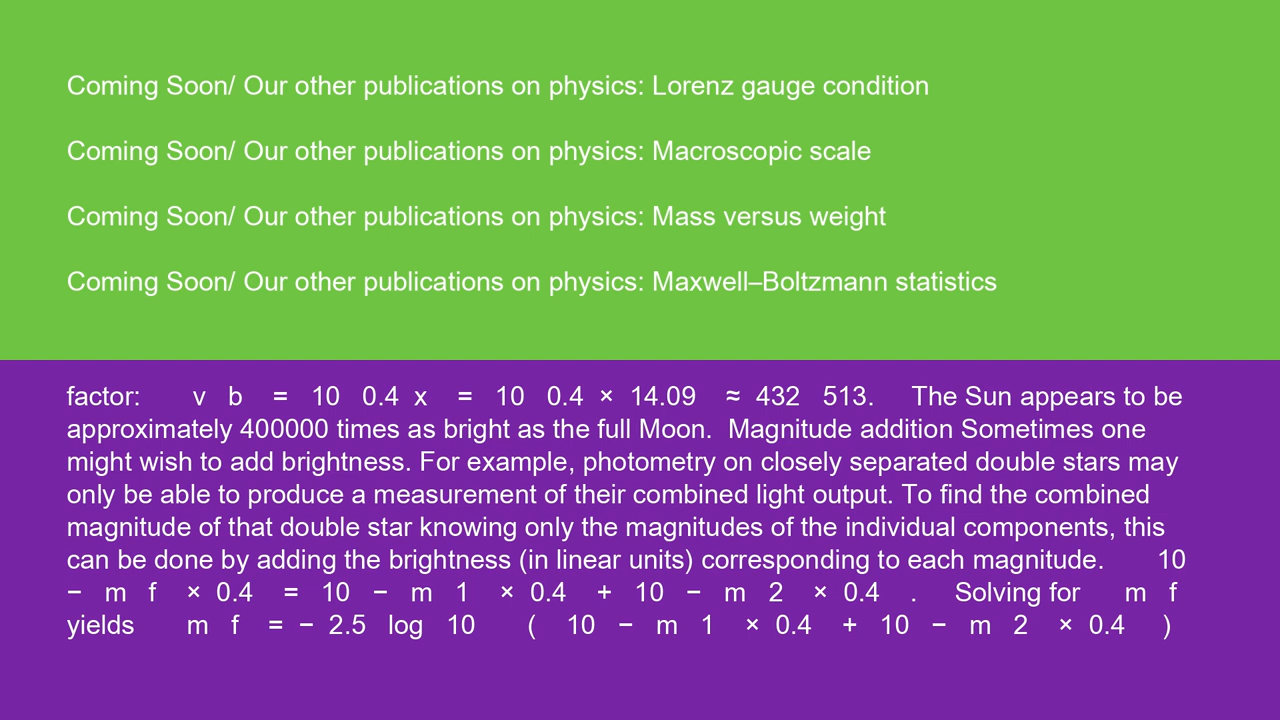 Coming Soon/ Our other publications on physics: Lorenz gauge condition
Coming Soon/ Our other publications on physics: Macroscopic scale
Coming Soon/ Our other publications on physics: Mass versus weight
Coming Soon/ Our other publications on physics: Maxwell–Boltzmann statistics
factor: v b = 10 0.4 x = 10 0.4 × 14.09 ≈ 432 513. The Sun appears to be
approximately 400000 times as bright as the full Moon. Magnitude addition Sometimes one
might wish to add brightness. For example, photometry on closely separated double stars may
only be able to produce a measurement of their combined light output. To find the combined
magnitude of that double star knowing only the magnitudes of the individual components, this
can be done by adding the brightness (in linear units) corresponding to each magnitude. 10
− m f × 0.4 = 10 − m 1 × 0.4 + 10 − m 2 × 0.4 . Solving for m f
yields m f = − 2.5 log 10 ( 10 − m 1 × 0.4 + 10 − m 2 × 0.4 )